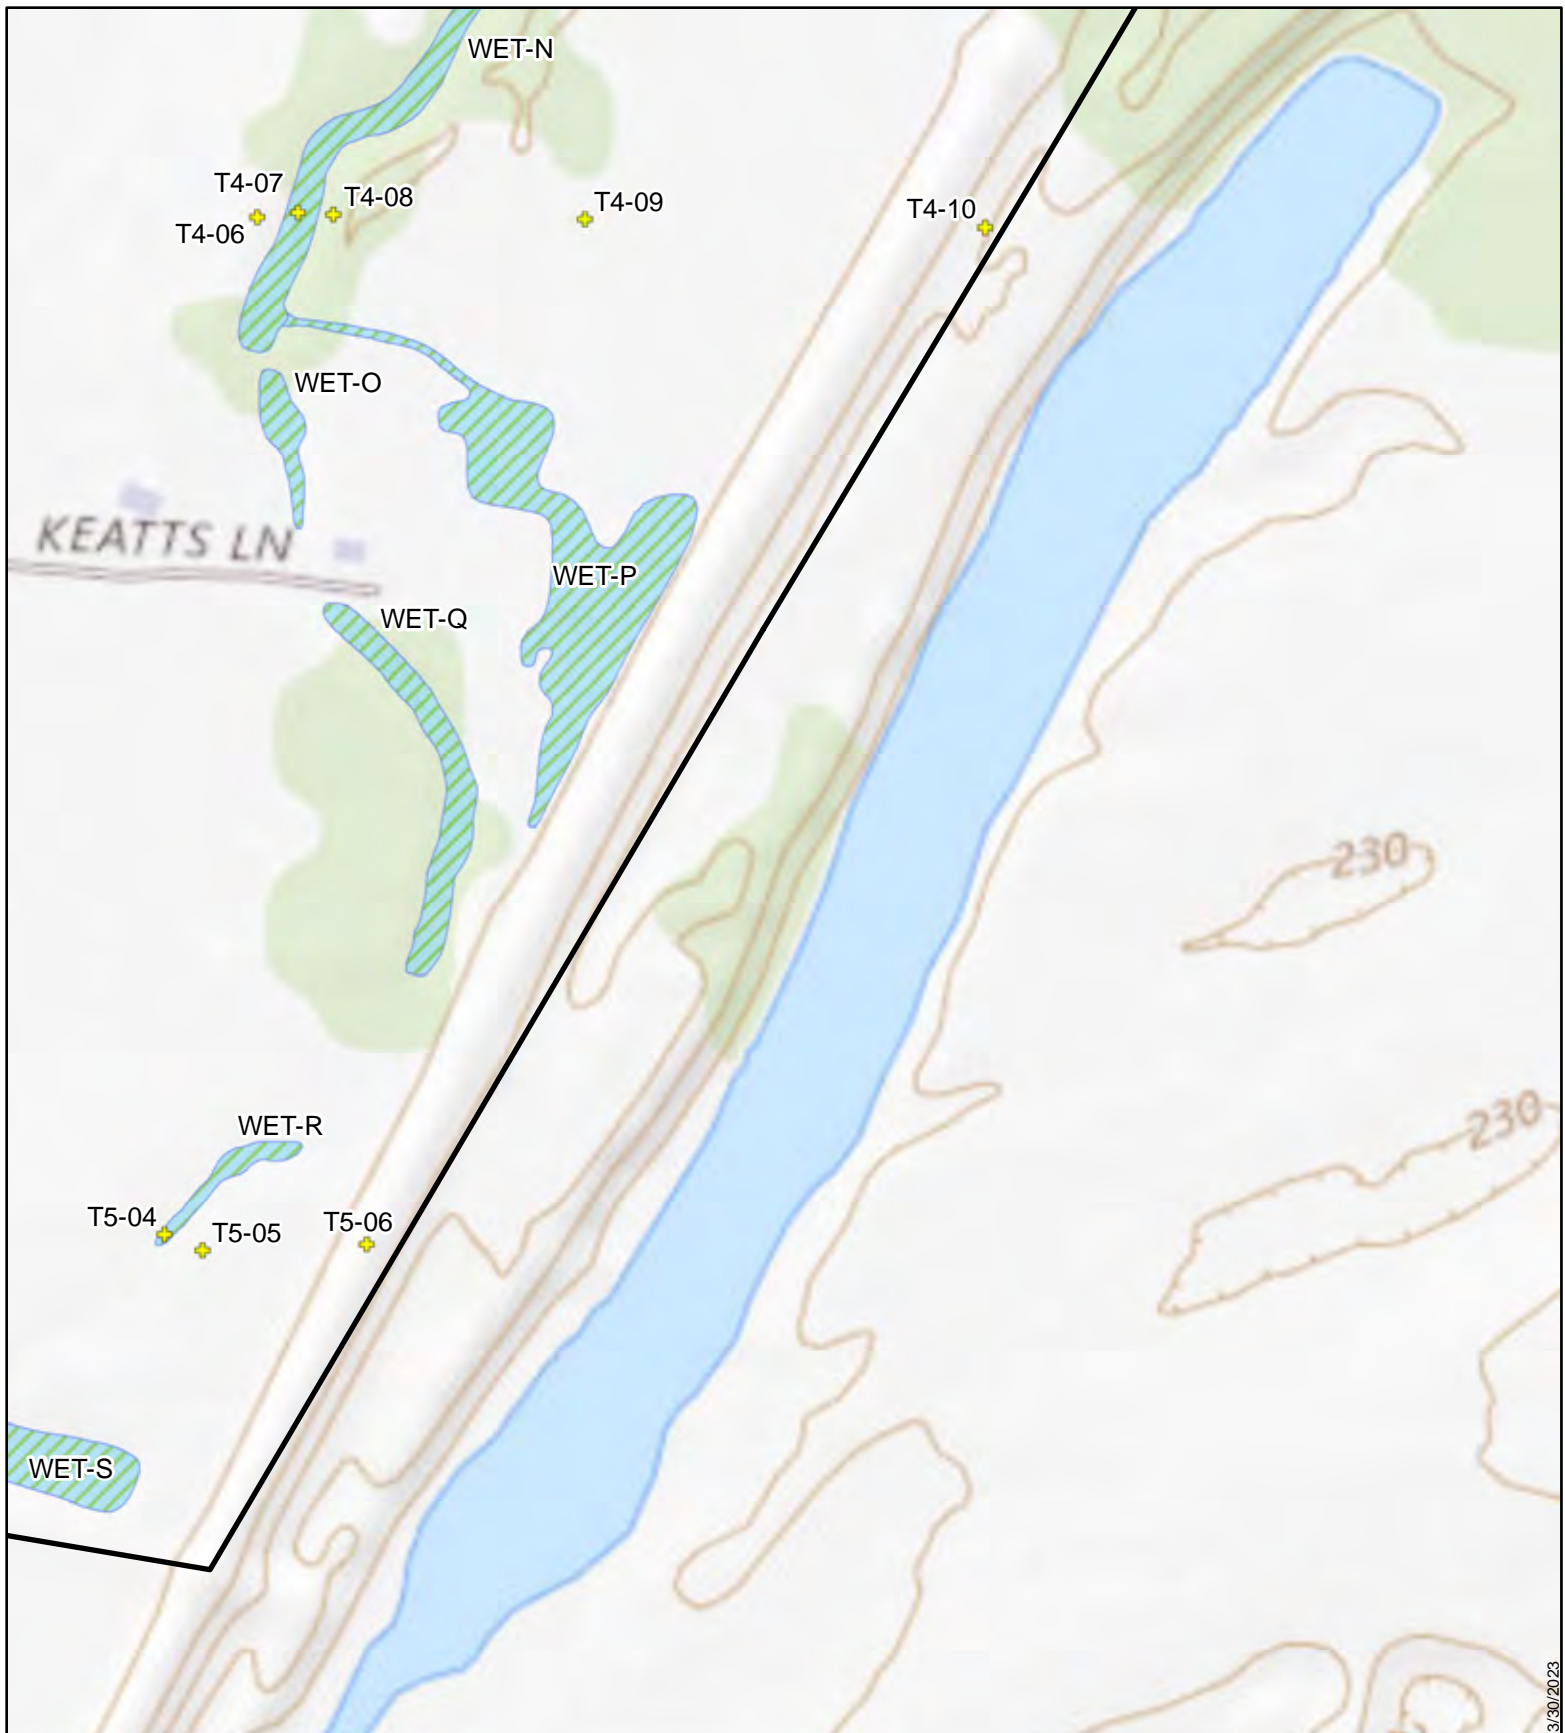 WET-N
T4-07
T4-08
T4-09
T4-10
T4-06
WET-O
KEATTS LN
WET-P
WET-Q
230
230
WET-R
T5-04
T5-05
T5-06
WET-S
3/30/2023